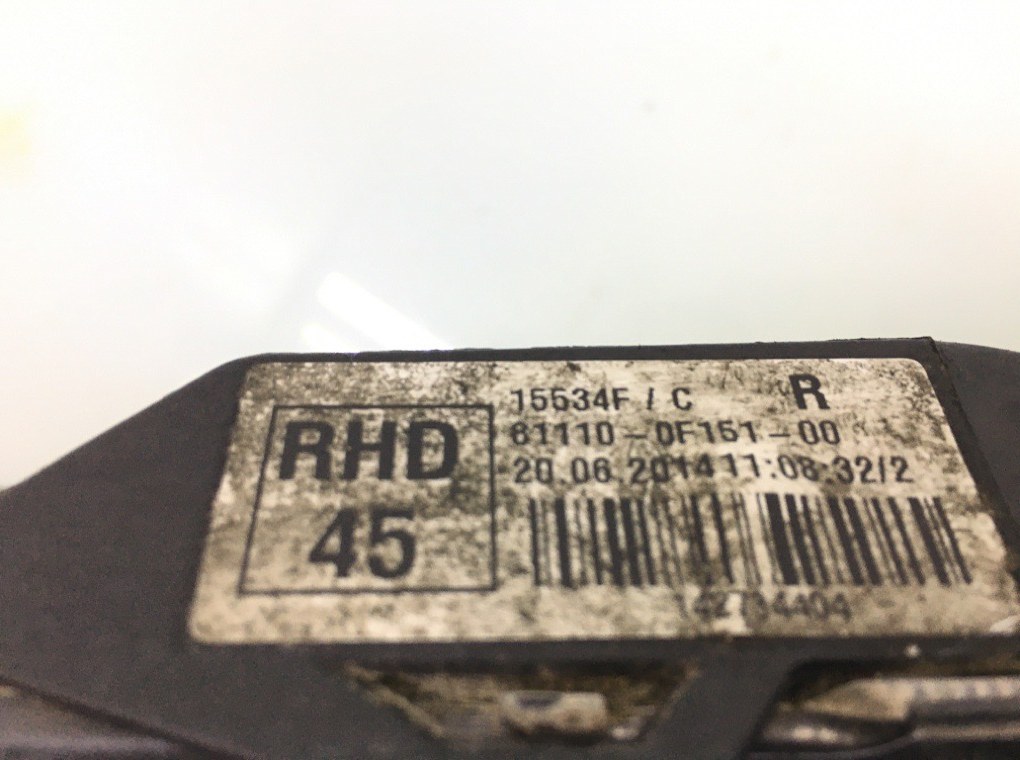 RHD
45
15534F / C R
81110-0F151-00
20.06.2014 11:08:32/2